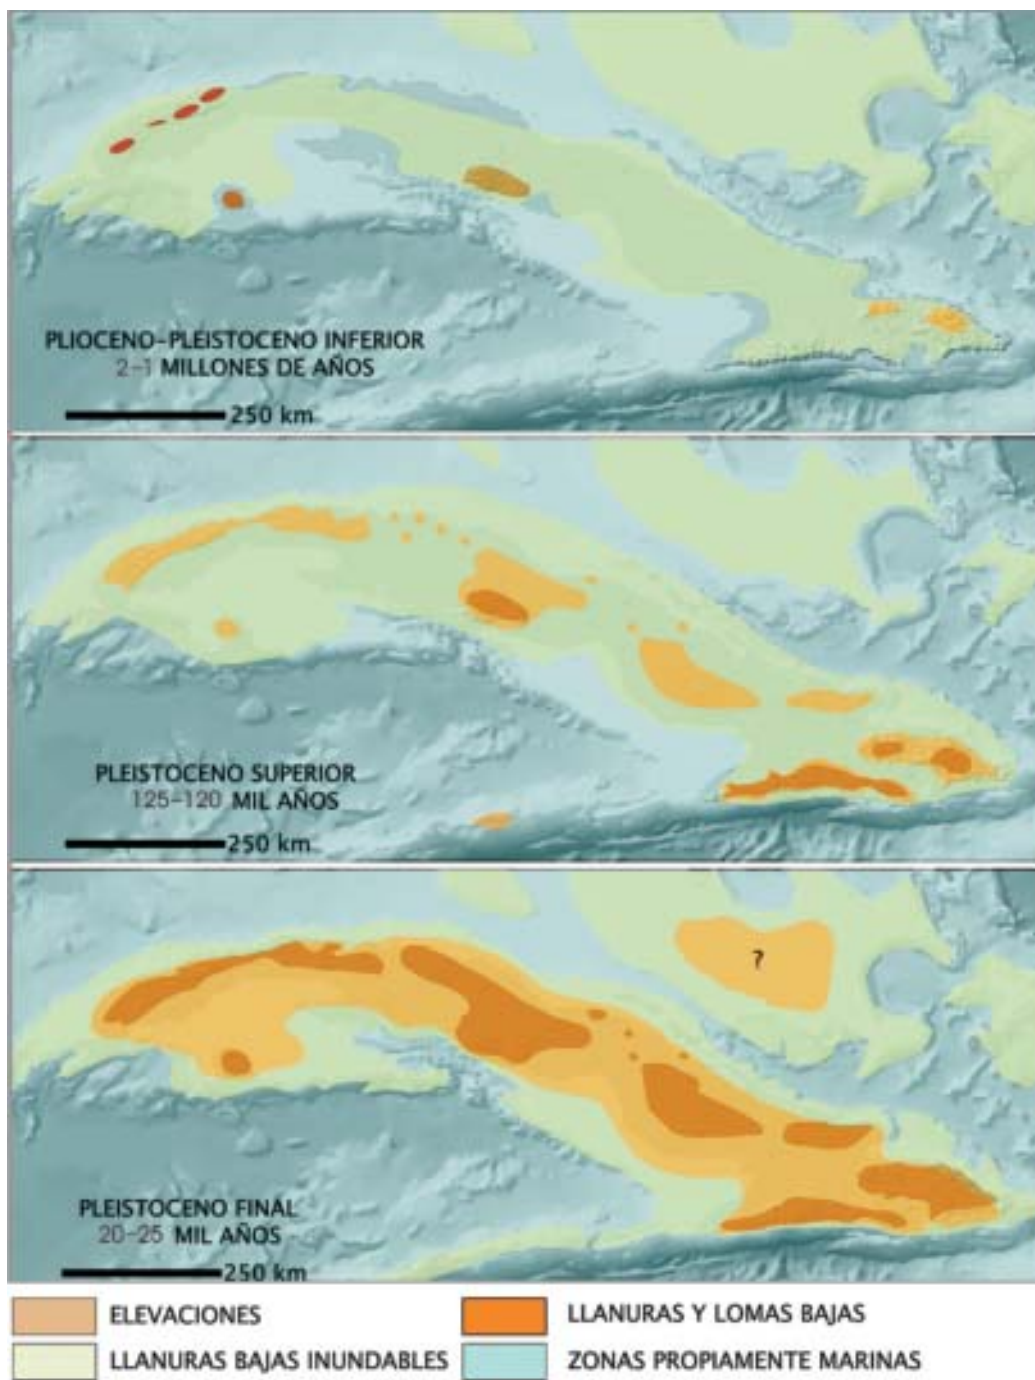 PLIOCENO-PLEISTOCENO INFERIOR
2-1 MILLONES DE AÑOS
250 km
PLEISTOCENO SUPERIOR
125-120 MIL AÑOS
250 km
?
PLEISTOCENO FINAL
20-25 MIL AÑOS
250 km
ELEVACIONES
LLANURAS Y LOMAS BAJAS
LLANURAS BAJAS INUNDABLES
ZONAS PROPIAMENTE MARINAS